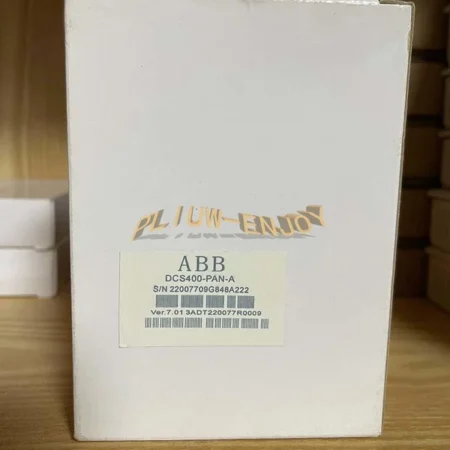 PLIUW-ENJOY
ABB
DCS400-PAN-A
S/N 22007709G848A222
Ver.7.01 3ADT220077R0009